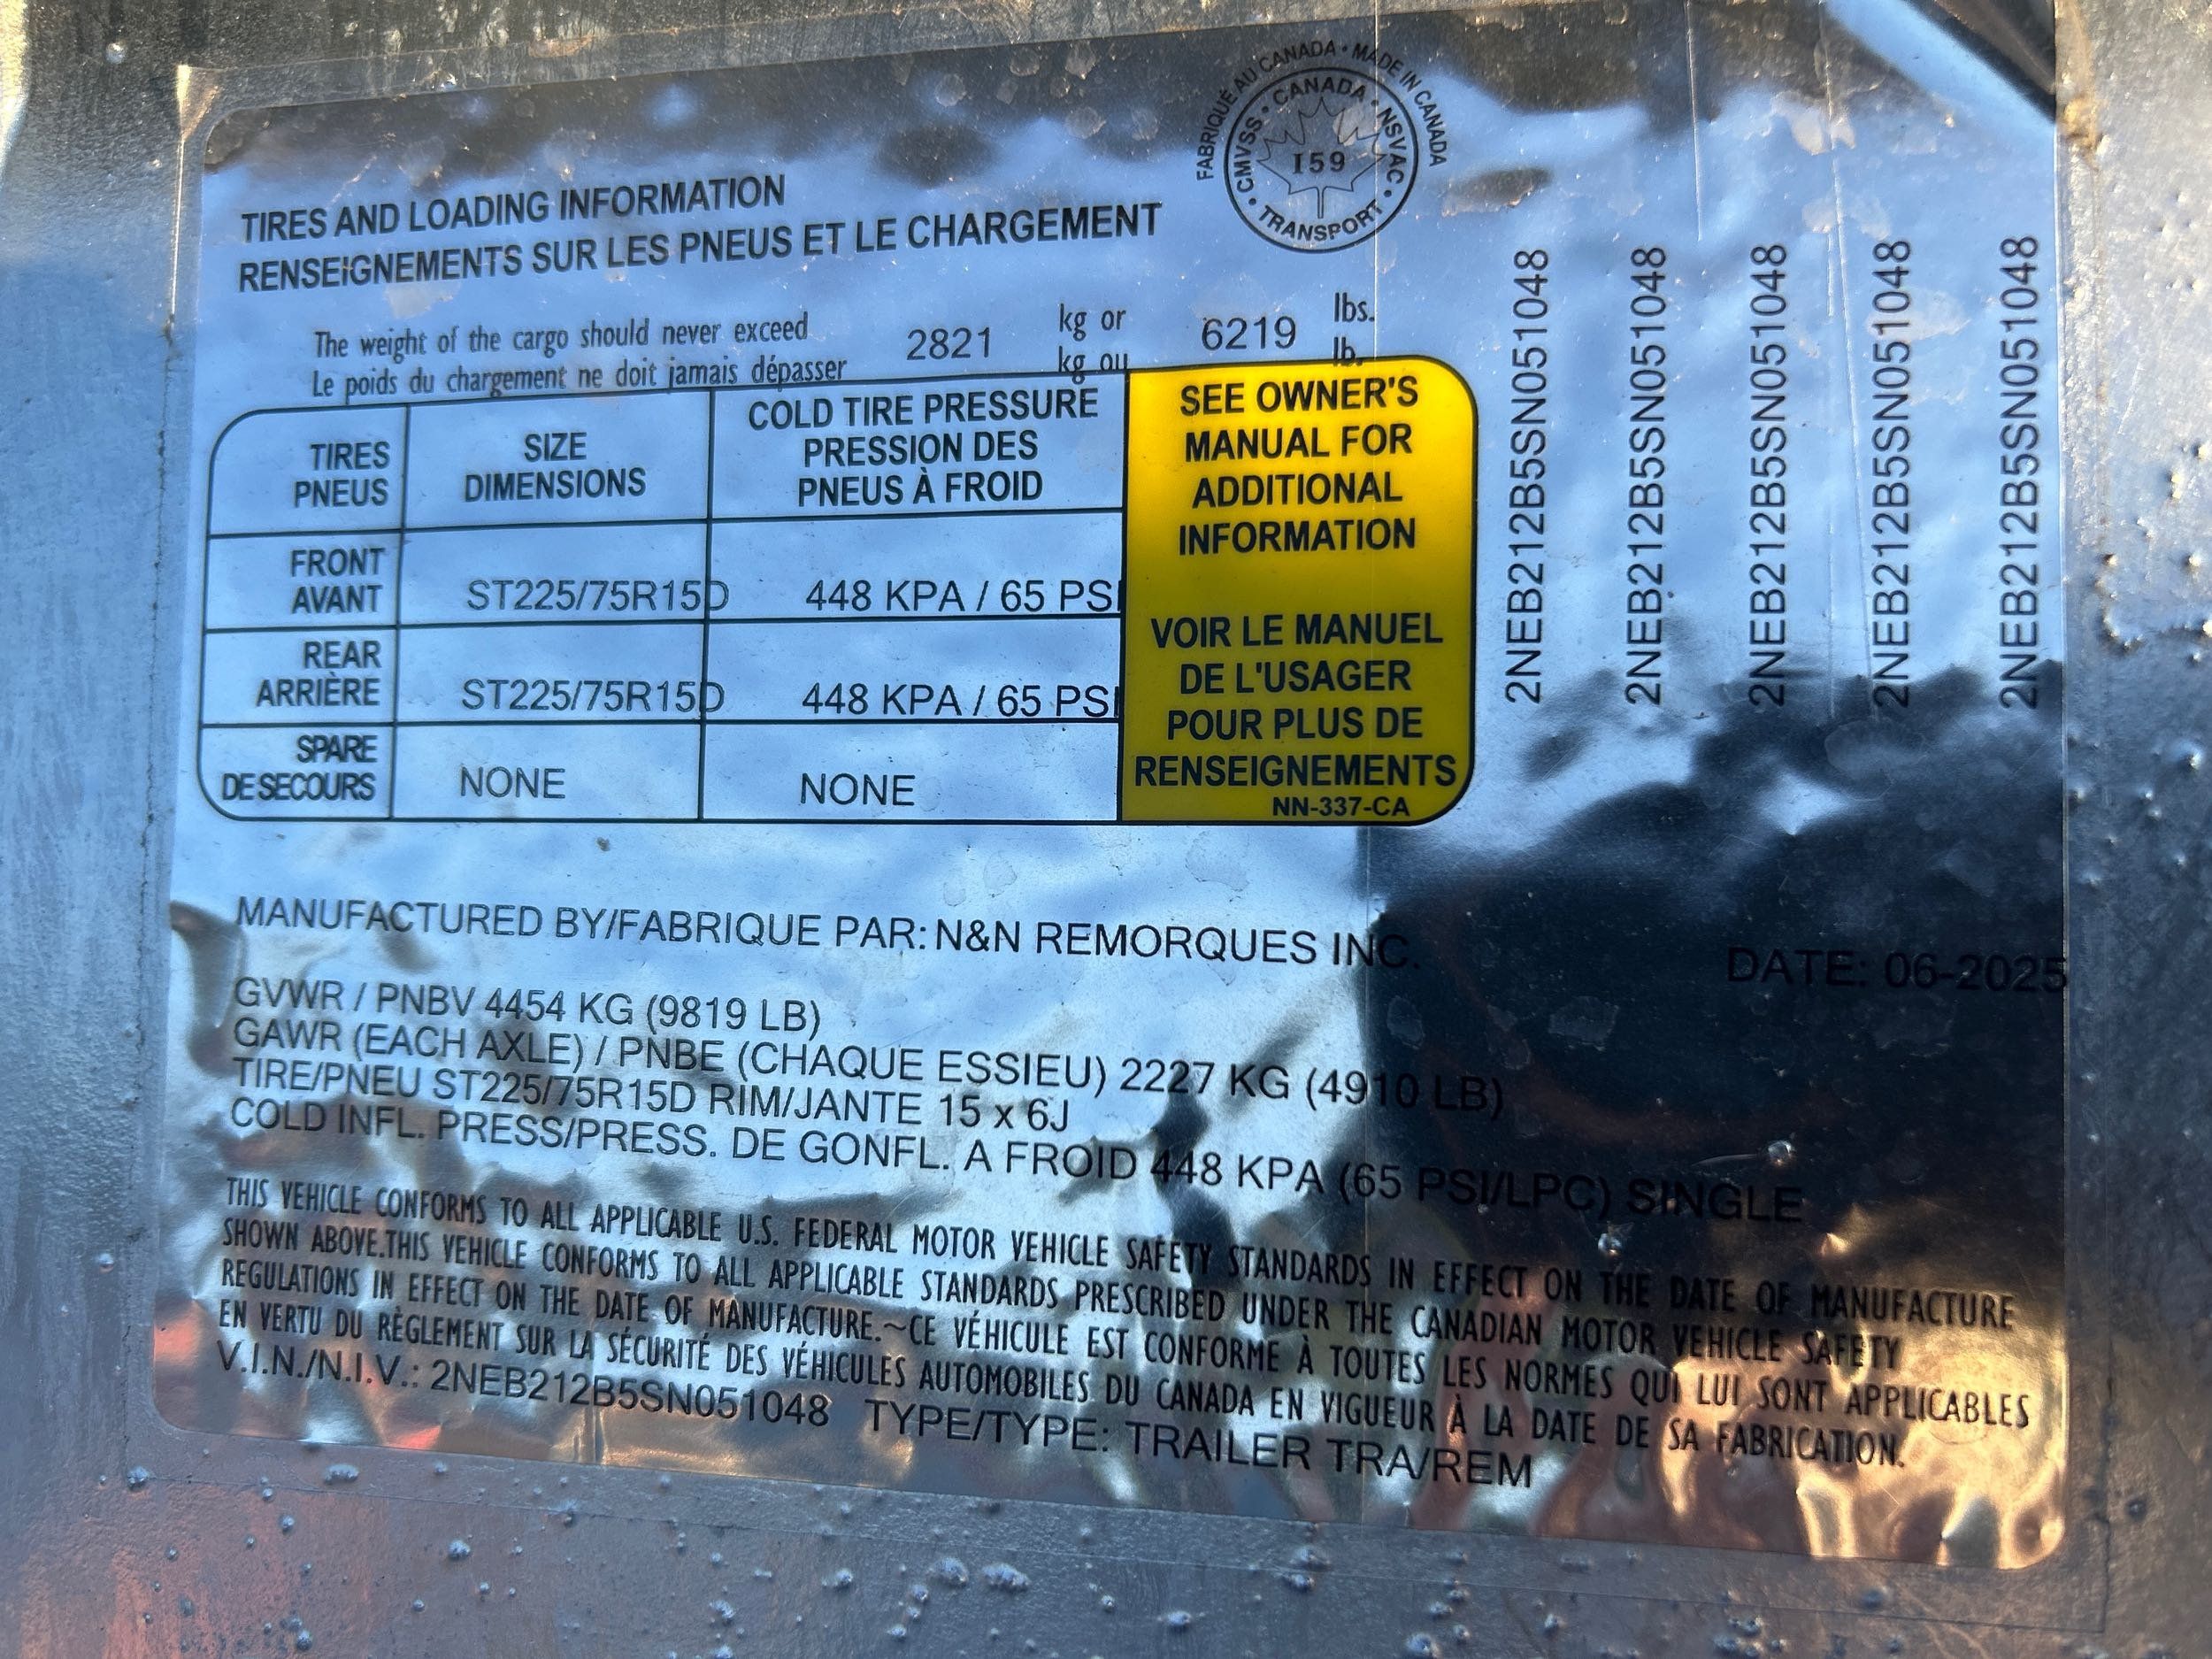 FABRIQUÉ AU CANADA • MADE IN CANADA
CMVSS • CANADA • NSVAC • TRANSPORT •
159
TIRES AND LOADING INFORMATION
RENSEIGNEMENTS SUR LES PNEUS ET LE CHARGEMENT
The weight of the cargo should never exceed 2821 kg or 6219 lbs.
Le poids du chargement ne doit jamais dépasser kg ou lb.
TIRES
PNEUS
SIZE
DIMENSIONS
COLD TIRE PRESSURE
PRESSION DES
PNEUS À FROID
FRONT
AVANT
ST225/75R15D
448 KPA / 65 PSI
REAR
ARRIÈRE
ST225/75R15D
448 KPA / 65 PSI
SPARE
DE SECOURS
NONE
NONE
SEE OWNER'S
MANUAL FOR
ADDITIONAL
INFORMATION
VOIR LE MANUEL
DE L'USAGER
POUR PLUS DE
RENSEIGNEMENTS
NN-337-CA
2NEB212B5SN051048
2NEB212B5SN051048
2NEB212B5SN051048
2NEB212B5SN051048
2NEB212B5SN051048
MANUFACTURED BY/FABRIQUE PAR: N&N REMORQUES INC. DATE: 06-2025
GVWR / PNBV 4454 KG (9819 LB)
GAWR (EACH AXLE) / PNBE (CHAQUE ESSIEU) 2227 KG (4910 LB)
TIRE/PNEU ST225/75R15D RIM/JANTE 15 x 6J
COLD INFL. PRESS/PRESS. DE GONFL. A FROID 448 KPA (65 PSI/LPC) SINGLE
THIS VEHICLE CONFORMS TO ALL APPLICABLE U.S. FEDERAL MOTOR VEHICLE SAFETY STANDARDS IN EFFECT ON THE DATE OF MANUFACTURE
SHOWN ABOVE.THIS VEHICLE CONFORMS TO ALL APPLICABLE STANDARDS PRESCRIBED UNDER THE CANADIAN MOTOR VEHICLE SAFETY
REGULATIONS IN EFFECT ON THE DATE OF MANUFACTURE.~CE VÉHICULE EST CONFORME À TOUTES LES NORMES QUI LUI SONT APPLICABLES
EN VERTU DU RÈGLEMENT SUR LA SÉCURITÉ DES VÉHICULES AUTOMOBILES DU CANADA EN VIGUEUR À LA DATE DE SA FABRICATION.
V.I.N./N.I.V.: 2NEB212B5SN051048 TYPE/TYPE: TRAILER TRA/REM